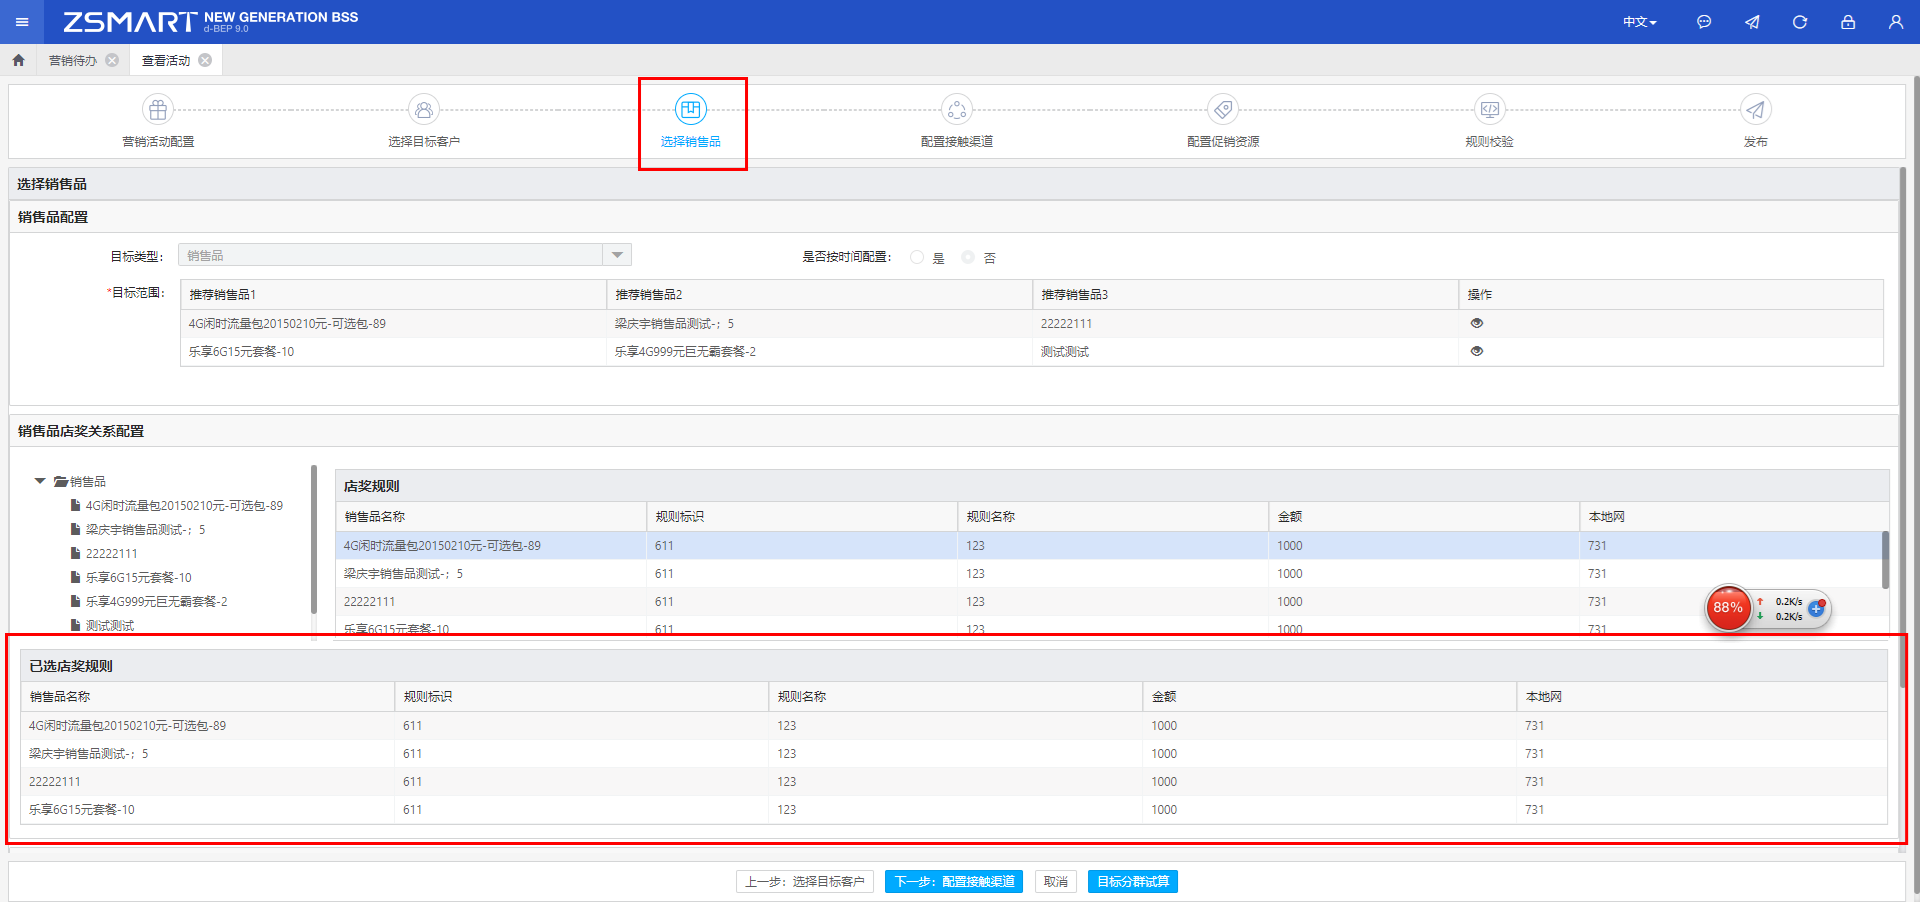 ZSMART NEW GENERATION BSS
d-BEP 9.0
中文
营销待办 查看活动
营销活动配置 选择目标客户 选择销售品 配置接触渠道 配置促销资源 规则校验 发布
选择销售品
销售品配置
目标类型: 销售品 是否按时间配置: 是 否
*目标范围: 推荐销售品1 推荐销售品2 推荐销售品3 操作
4G闲时流量包20150210元-可选包-89 梁庆宇销售品测试-；5 22222111
乐享6G15元套餐-10 乐享4G999元巨无霸套餐-2 测试测试
销售品店奖关系配置
销售品
4G闲时流量包20150210元-可选包-89
梁庆宇销售品测试-；5
22222111
乐享6G15元套餐-10
乐享4G999元巨无霸套餐-2
测试测试
店奖规则
销售品名称 规则标识 规则名称 金额 本地网
4G闲时流量包20150210元-可选包-89 611 123 1000 731
梁庆宇销售品测试-；5 611 123 1000 731
22222111 611 123 1000 731
乐享6G15元套餐-10 611 123 1000 731
88% 0.2K/s
0.2K/s
已选店奖规则
销售品名称 规则标识 规则名称 金额 本地网
4G闲时流量包20150210元-可选包-89 611 123 1000 731
梁庆宇销售品测试-；5 611 123 1000 731
22222111 611 123 1000 731
乐享6G15元套餐-10 611 123 1000 731
上一步：选择目标客户 下一步：配置接触渠道 取消 目标分群试算